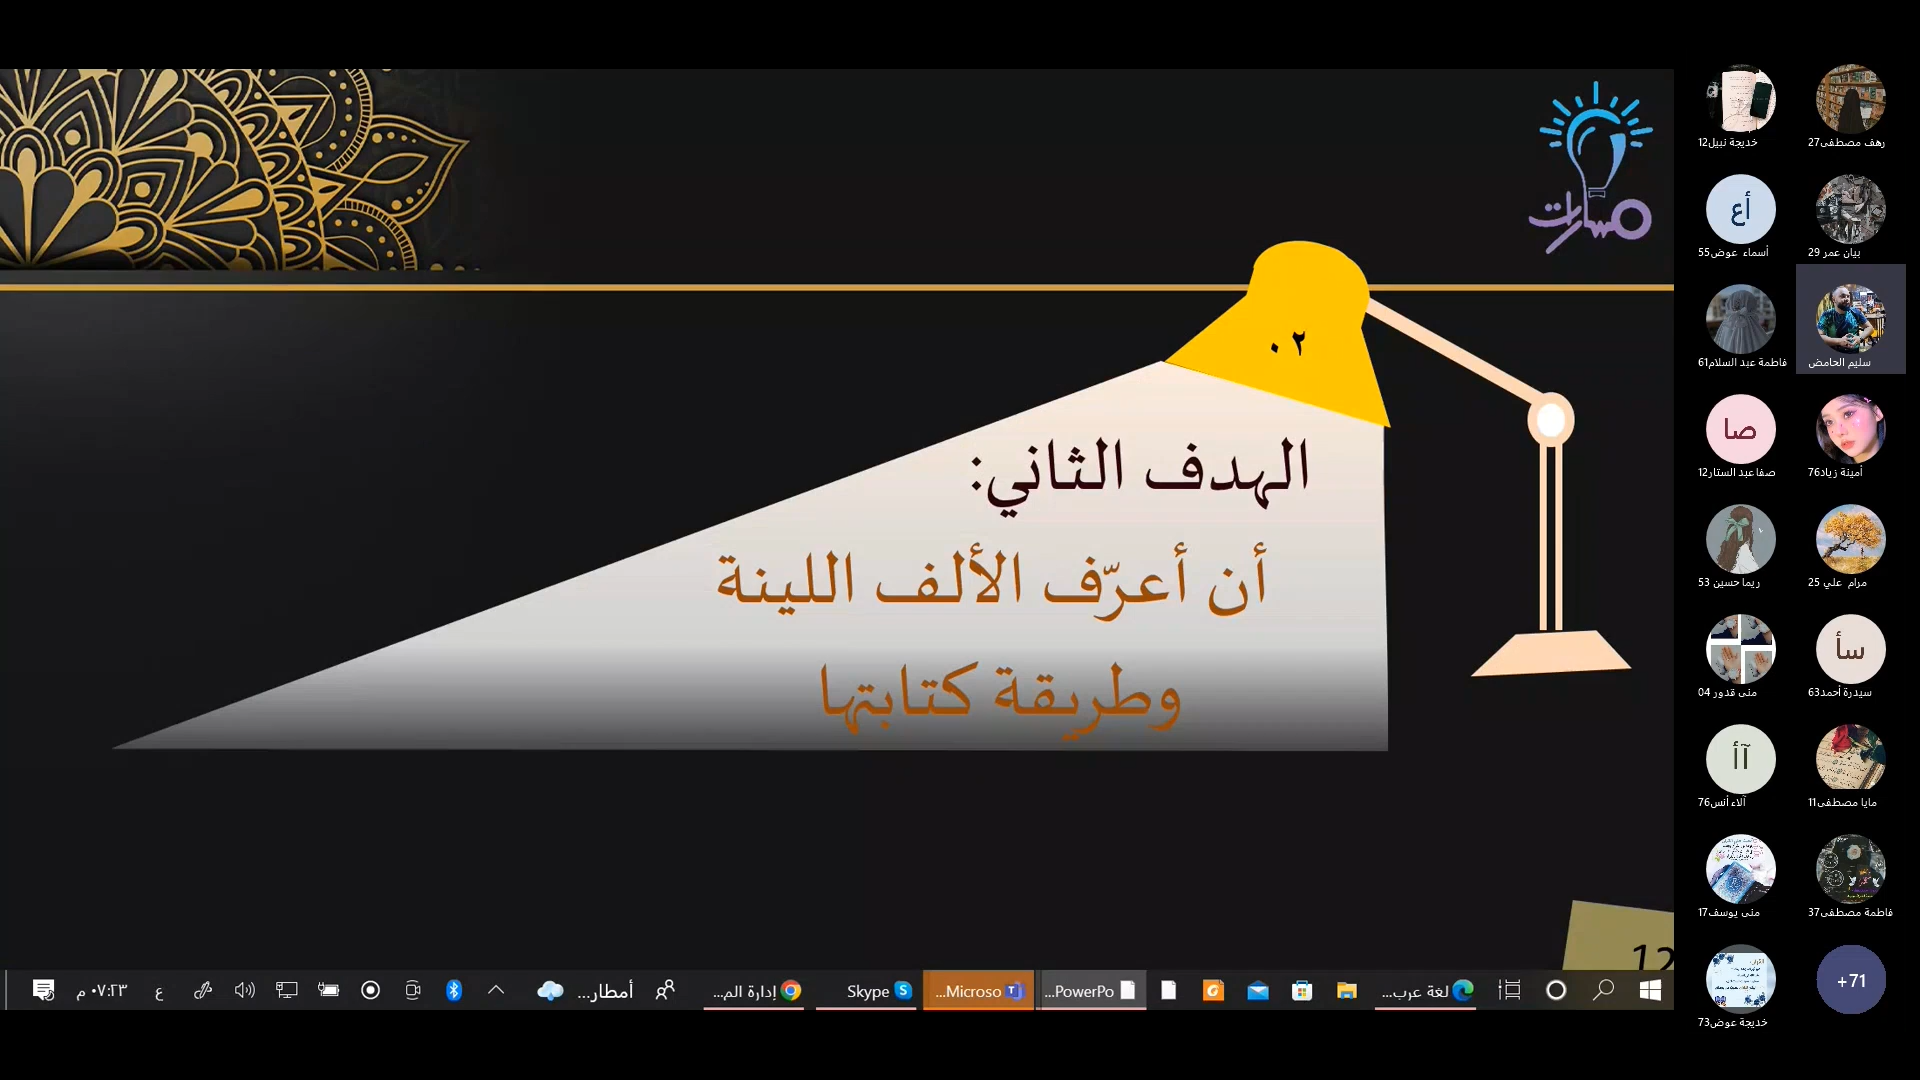 مسارات
٠٢
الهدف الثاني:
أن أعرّف الألف اللينة
وطريقة كتابتها
12
خديجة نبيل12
رهف مصطفى27
أع
أسماء عوض55
بيان عمر 29
فاطمة عبد السلام61
سليم الحامض
صا
صفاعبد الستار12
أمينة زياد76
ريما حسين 53
مرام علي 25
منى قدور 04
سأ
سيدرة أحمد63
آأ
آلاء أنس76
مايا مصطفى11
منى يوسف17
فاطمة مصطفى37
خديجة عوض73
+71
لغة عرب...
PowerPo...
Microso...
Skype
إدارة الم...
أمطار...
ع
٠٧:٢٣ م